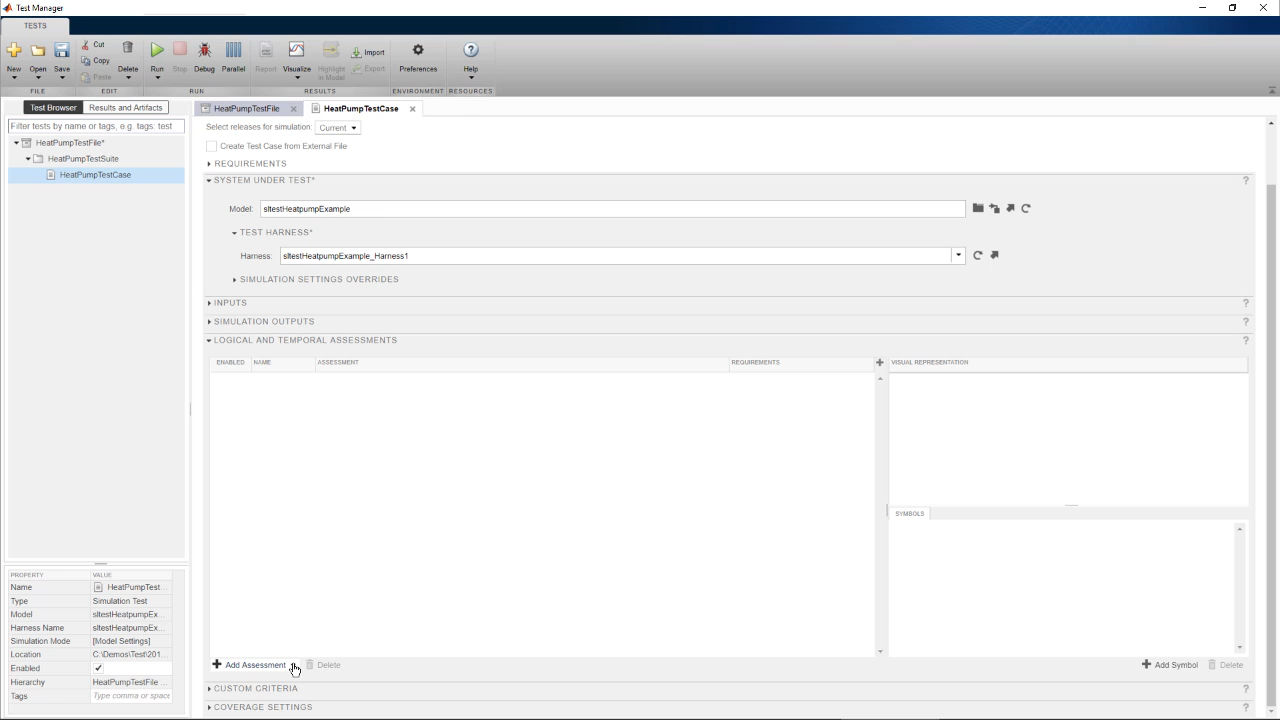 Test Manager
TESTS
New
Open
Save
Cut
Copy
Paste
Delete
Run
Stop
Debug
Parallel
Report
Visualize
Highlight in Model
Import
Export
Preferences
Help
FILE
EDIT
RUN
RESULTS
ENVIRONMENT
RESOURCES
Test Browser
Results and Artifacts
Filter tests by name or tags, e.g. tags: test
HeatPumpTestFile*
HeatPumpTestSuite
HeatPumpTestCase
HeatPumpTestFile
HeatPumpTestCase
Select releases for simulation: Current
Create Test Case from External File
REQUIREMENTS
SYSTEM UNDER TEST*
Model: sltestHeatpumpExample
TEST HARNESS*
Harness: sltestHeatpumpExample_Harness1
SIMULATION SETTINGS OVERRIDES
INPUTS
SIMULATION OUTPUTS
LOGICAL AND TEMPORAL ASSESSMENTS
ENABLED NAME ASSESSMENT REQUIREMENTS
VISUAL REPRESENTATION
SYMBOLS
Add Assessment
Delete
Add Symbol
Delete
CUSTOM CRITERIA
COVERAGE SETTINGS
PROPERTY VALUE
Name HeatPumpTest...
Type Simulation Test
Model sltestHeatpumpEx...
Harness Name sltestHeatpumpEx...
Simulation Mode [Model Settings]
Location C:\Demos\Test\201...
Enabled
Hierarchy HeatPumpTestFile ...
Tags Type comma or space